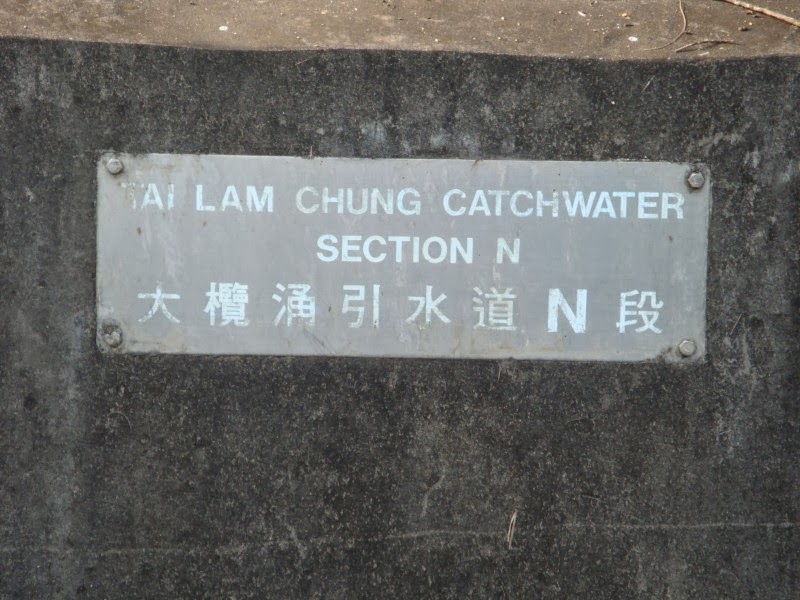 TAI LAM CHUNG CATCHWATER
SECTION N
大欖涌引水道N段